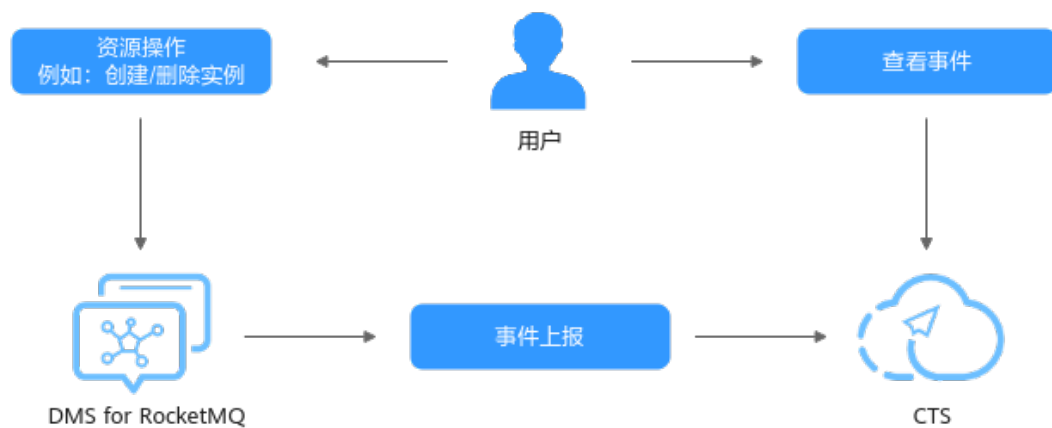 资源操作
例如：创建/删除实例
用户
查看事件
事件上报
DMS for RocketMQ
CTS